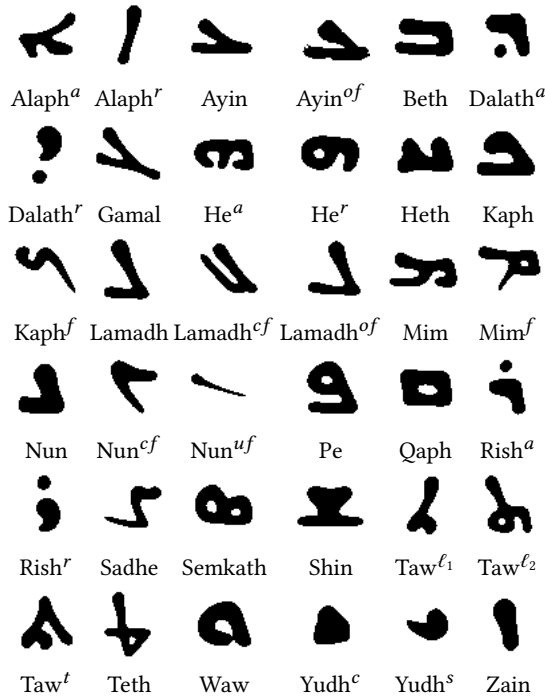 Alaphᵃ Alaphʳ Ayin Ayinᵒᶠ Beth Dalathᵃ
Dalathʳ Gamal Heᵃ Heʳ Heth Kaph
Kaphᶠ Lamadh Lamadhᶜᶠ Lamadhᵒᶠ Mim Mimᶠ
Nun Nunᶜᶠ Nunᵘᶠ Pe Qaph Rishᵃ
Rishʳ Sadhe Semkath Shin Tawℓ₁ Tawℓ₂
Tawᵗ Teth Waw Yudhᶜ Yudhˢ Zain